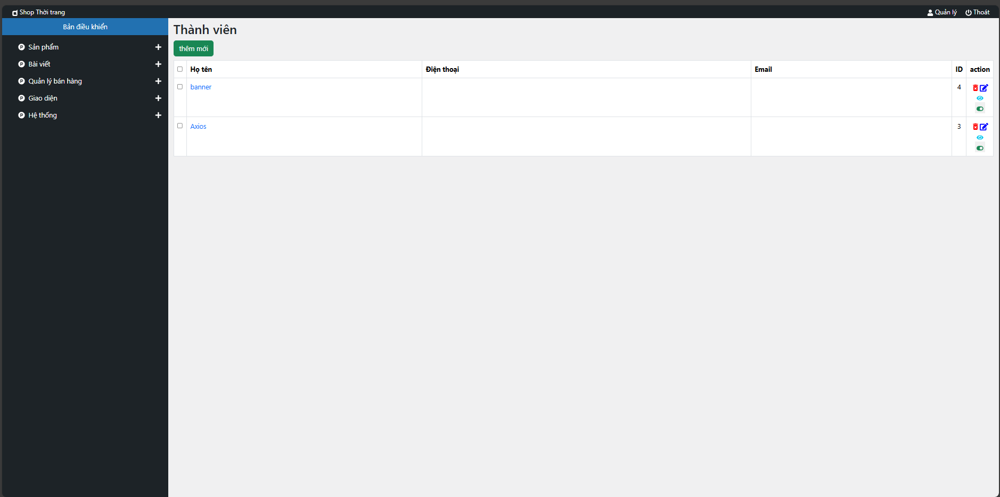 Shop Thời trang
Quản lý
Thoát
Bản điều khiển
Sản phẩm
Bài viết
Quản lý bán hàng
Giao diện
Hệ thống
Thành viên
thêm mới
Họ tên Điện thoại Email ID action
banner 4
Axios 3